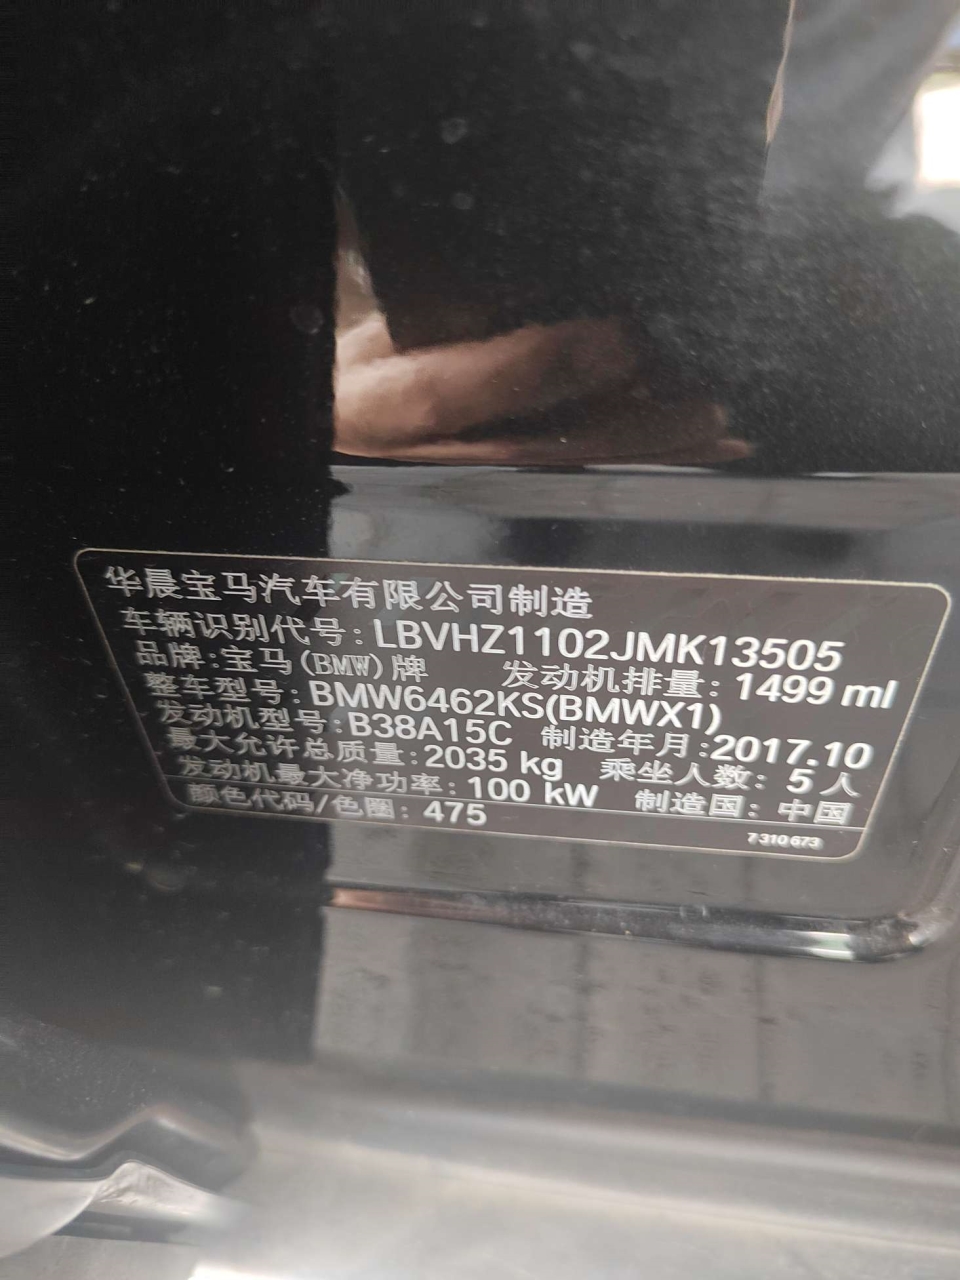 华晨宝马汽车有限公司制造
车辆识别代号: LBVHZ1102JMK13505
品牌:宝马(BMW)牌 发动机排量: 1499 ml
整车型号: BMW6462KS(BMWX1)
发动机型号: B38A15C 制造年月:2017.10
最大允许总质量: 2035 kg 乘坐人数: 5 人
发动机最大净功率: 100 kW 制造国: 中国
颜色代码/色圈: 475
7 310 673